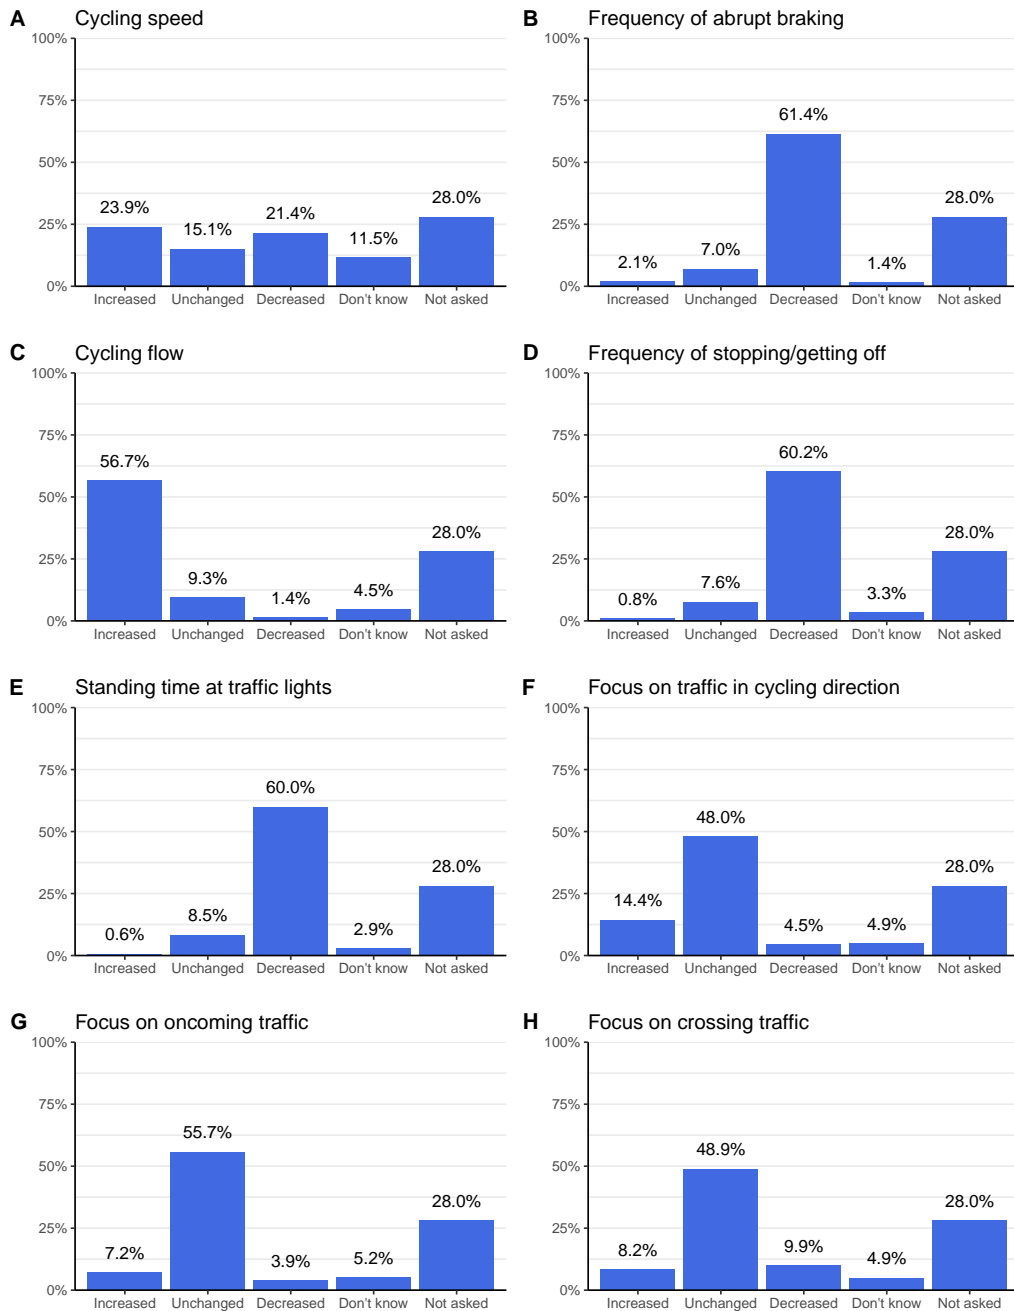 A Cycling speed
100%
75%
50%
25%
0%
23.9% 15.1% 21.4% 11.5% 28.0%
Increased Unchanged Decreased Don't know Not asked
B Frequency of abrupt braking
100%
75%
50%
25%
0%
2.1% 7.0% 61.4% 1.4% 28.0%
Increased Unchanged Decreased Don't know Not asked
C Cycling flow
100%
75%
50%
25%
0%
56.7% 9.3% 1.4% 4.5% 28.0%
Increased Unchanged Decreased Don't know Not asked
D Frequency of stopping/getting off
100%
75%
50%
25%
0%
0.8% 7.6% 60.2% 3.3% 28.0%
Increased Unchanged Decreased Don't know Not asked
E Standing time at traffic lights
100%
75%
50%
25%
0%
0.6% 8.5% 60.0% 2.9% 28.0%
Increased Unchanged Decreased Don't know Not asked
F Focus on traffic in cycling direction
100%
75%
50%
25%
0%
14.4% 48.0% 4.5% 4.9% 28.0%
Increased Unchanged Decreased Don't know Not asked
G Focus on oncoming traffic
100%
75%
50%
25%
0%
7.2% 55.7% 3.9% 5.2% 28.0%
Increased Unchanged Decreased Don't know Not asked
H Focus on crossing traffic
100%
75%
50%
25%
0%
8.2% 48.9% 9.9% 4.9% 28.0%
Increased Unchanged Decreased Don't know Not asked